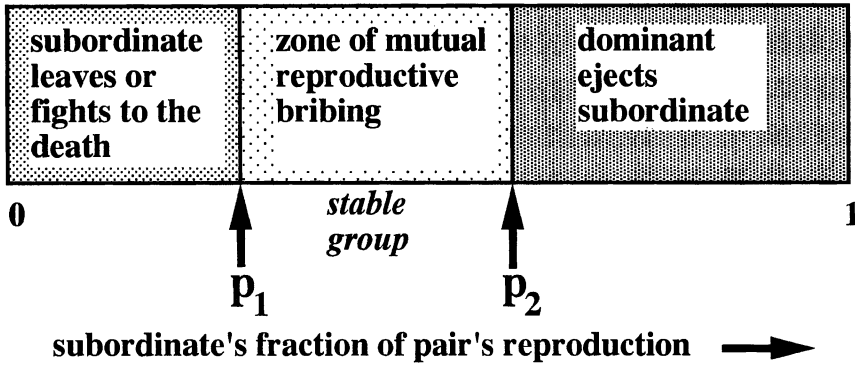 subordinate
leaves or
fights to the
death
zone of mutual
reproductive
bribing
dominant
ejects
subordinate
0
stable
group
1
p1
p2
subordinate's fraction of pair's reproduction